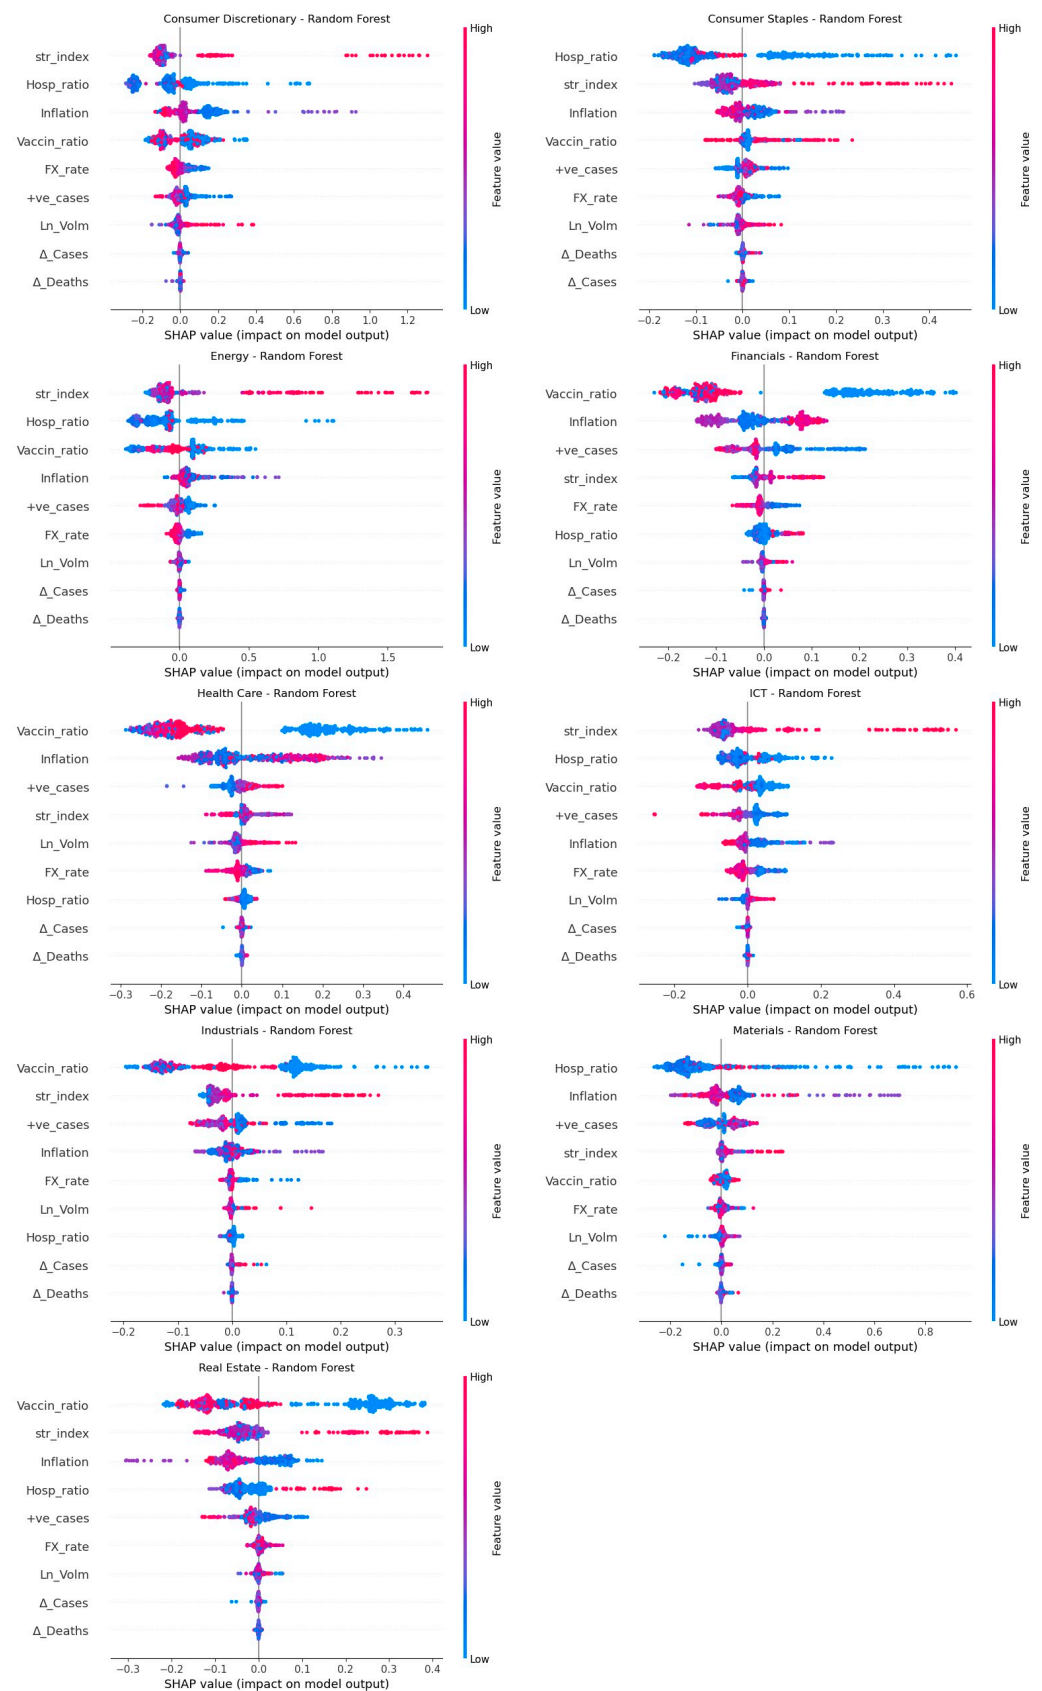 Consumer Discretionary - Random Forest
High
str_index
Hosp_ratio
Inflation
Vaccin_ratio
FX_rate
+ve_cases
Ln_Volm
Δ_Cases
Δ_Deaths
Feature value
Low
−0.2 0.0 0.2 0.4 0.6 0.8 1.0 1.2
SHAP value (impact on model output)
Consumer Staples - Random Forest
High
Hosp_ratio
str_index
Inflation
Vaccin_ratio
+ve_cases
FX_rate
Ln_Volm
Δ_Deaths
Δ_Cases
Feature value
Low
−0.2 −0.1 0.0 0.1 0.2 0.3 0.4
SHAP value (impact on model output)
Energy - Random Forest
High
str_index
Hosp_ratio
Vaccin_ratio
Inflation
+ve_cases
FX_rate
Ln_Volm
Δ_Cases
Δ_Deaths
Feature value
Low
0.0 0.5 1.0 1.5
SHAP value (impact on model output)
Financials - Random Forest
High
Vaccin_ratio
Inflation
+ve_cases
str_index
FX_rate
Hosp_ratio
Ln_Volm
Δ_Cases
Δ_Deaths
Feature value
Low
−0.2 −0.1 0.0 0.1 0.2 0.3 0.4
SHAP value (impact on model output)
Health Care - Random Forest
High
Vaccin_ratio
Inflation
+ve_cases
str_index
Ln_Volm
FX_rate
Hosp_ratio
Δ_Cases
Δ_Deaths
Feature value
Low
−0.3 −0.2 −0.1 0.0 0.1 0.2 0.3 0.4
SHAP value (impact on model output)
ICT - Random Forest
High
str_index
Hosp_ratio
Vaccin_ratio
+ve_cases
Inflation
FX_rate
Ln_Volm
Δ_Cases
Δ_Deaths
Feature value
Low
−0.2 0.0 0.2 0.4 0.6
SHAP value (impact on model output)
Industrials - Random Forest
High
Vaccin_ratio
str_index
+ve_cases
Inflation
FX_rate
Ln_Volm
Hosp_ratio
Δ_Cases
Δ_Deaths
Feature value
Low
−0.2 −0.1 0.0 0.1 0.2 0.3
SHAP value (impact on model output)
Materials - Random Forest
High
Hosp_ratio
Inflation
+ve_cases
str_index
Vaccin_ratio
FX_rate
Ln_Volm
Δ_Cases
Δ_Deaths
Feature value
Low
−0.2 0.0 0.2 0.4 0.6 0.8
SHAP value (impact on model output)
Real Estate - Random Forest
High
Vaccin_ratio
str_index
Inflation
Hosp_ratio
+ve_cases
FX_rate
Ln_Volm
Δ_Cases
Δ_Deaths
Feature value
Low
−0.3 −0.2 −0.1 0.0 0.1 0.2 0.3 0.4
SHAP value (impact on model output)